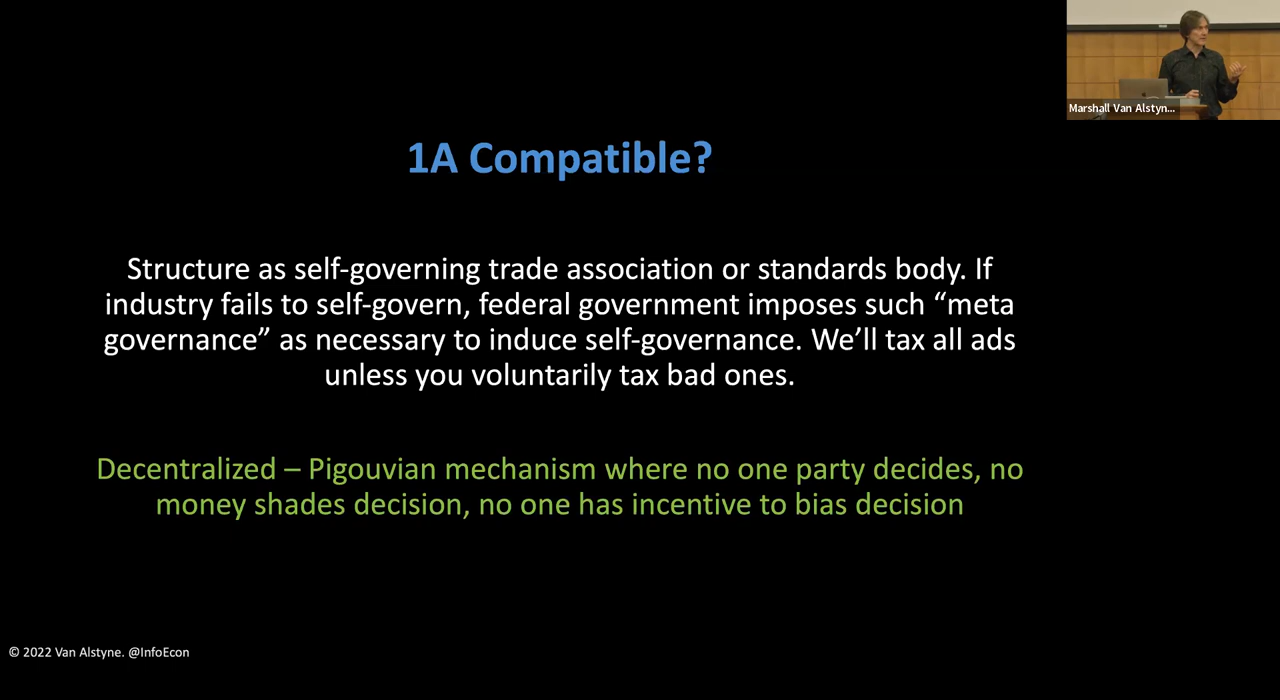 Marshall Van Alstyn...
1A Compatible?
Structure as self-governing trade association or standards body. If
industry fails to self-govern, federal government imposes such “meta
governance” as necessary to induce self-governance. We’ll tax all ads
unless you voluntarily tax bad ones.
Decentralized – Pigouvian mechanism where no one party decides, no
money shades decision, no one has incentive to bias decision
© 2022 Van Alstyne. @InfoEcon